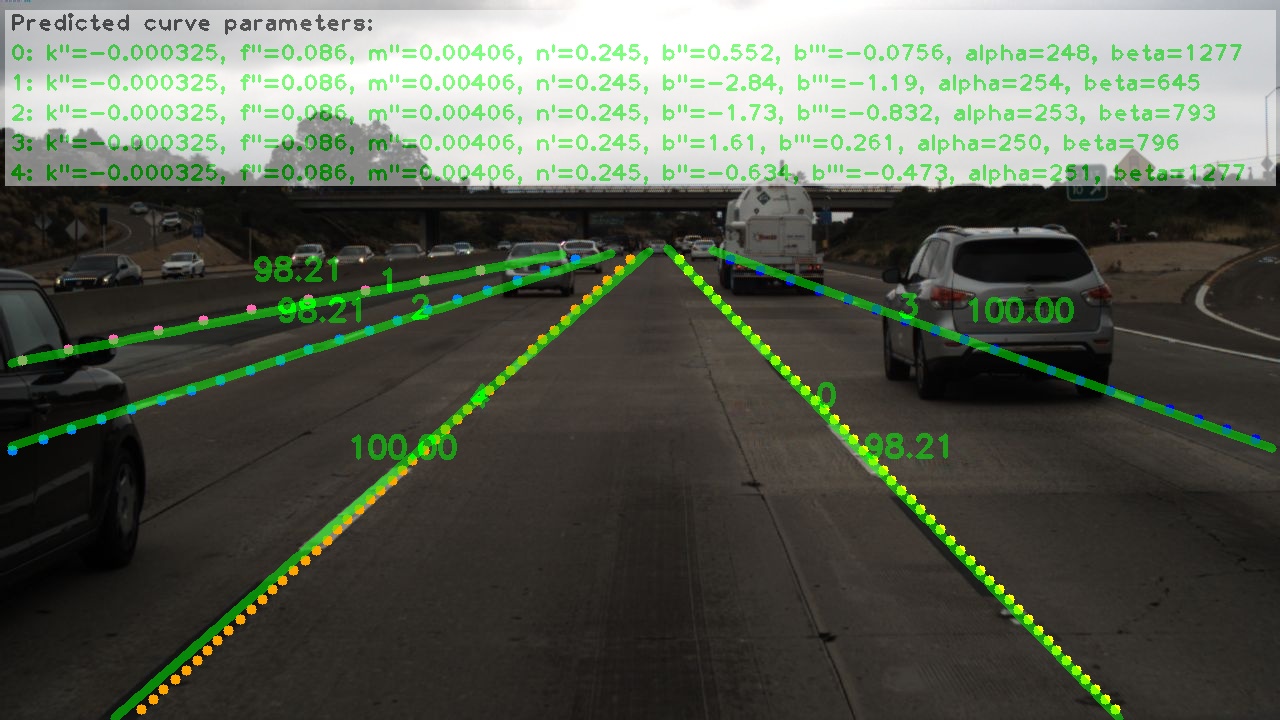 Predicted curve parameters:
0: k''=-0.000325, f''=0.086, m''=0.00406, n'=0.245, b''=0.552, b'''=-0.0756, alpha=248, beta=1277
1: k''=-0.000325, f''=0.086, m''=0.00406, n'=0.245, b''=-2.84, b'''=-1.19, alpha=254, beta=645
2: k''=-0.000325, f''=0.086, m''=0.00406, n'=0.245, b''=-1.73, b'''=-0.832, alpha=253, beta=793
3: k''=-0.000325, f''=0.086, m''=0.00406, n'=0.245, b''=1.61, b'''=0.261, alpha=250, beta=796
4: k''=-0.000325, f''=0.086, m''=0.00406, n'=0.245, b''=-0.634, b'''=-0.473, alpha=251, beta=1277
10
98.21 1
98.21 2
3 100.00
4
0
100.00
98.21